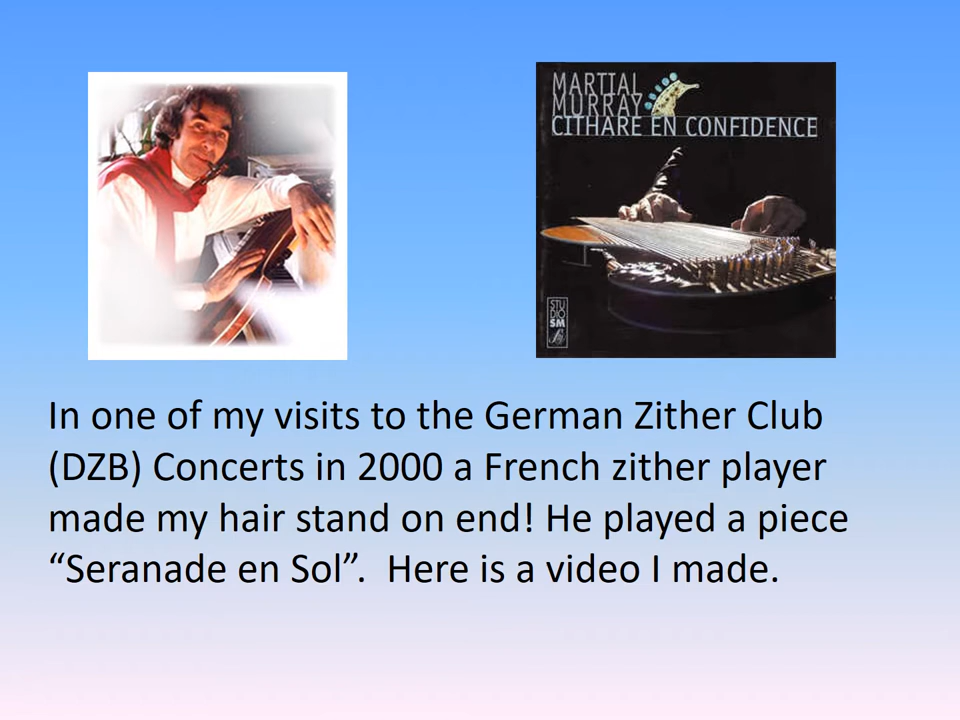 MARTIAL
MURRAY
CITHARE EN CONFIDENCE
STU
DIO
SM
In one of my visits to the German Zither Club
(DZB) Concerts in 2000 a French zither player
made my hair stand on end! He played a piece
“Seranade en Sol”. Here is a video I made.